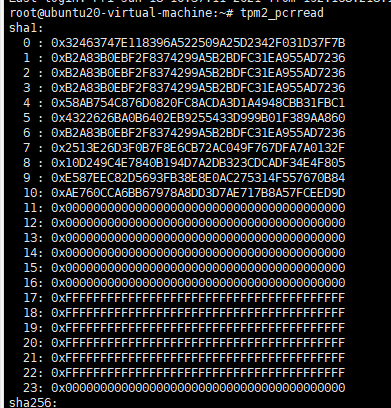 root@ubuntu20-virtual-machine:~# tpm2_pcrread
sha1:
0 : 0x32463747E118396A522509A25D2342F031D37F7B
1 : 0xB2A83B0EBF2F8374299A5B2BDFC31EA955AD7236
2 : 0xB2A83B0EBF2F8374299A5B2BDFC31EA955AD7236
3 : 0xB2A83B0EBF2F8374299A5B2BDFC31EA955AD7236
4 : 0x58AB754C876D0820FC8ACDA3D1A4948CBB31FBC1
5 : 0x4322626BA0B6402EB9255433D999B01F389AA860
6 : 0xB2A83B0EBF2F8374299A5B2BDFC31EA955AD7236
7 : 0x2513E26D3F0B7F8E6CB72AC049F767DFA7A0132F
8 : 0x10D249C4E7840B194D7A2DB323CDCADF34E4F805
9 : 0xE587EEC82D5693FB38E8E0AC275314F557670B84
10: 0xAE760CCA6BB67978A8DD3D7AE717B8A57FCEED9D
11: 0x0000000000000000000000000000000000000000
12: 0x0000000000000000000000000000000000000000
13: 0x0000000000000000000000000000000000000000
14: 0x0000000000000000000000000000000000000000
15: 0x0000000000000000000000000000000000000000
16: 0x0000000000000000000000000000000000000000
17: 0xFFFFFFFFFFFFFFFFFFFFFFFFFFFFFFFFFFFFFFFF
18: 0xFFFFFFFFFFFFFFFFFFFFFFFFFFFFFFFFFFFFFFFF
19: 0xFFFFFFFFFFFFFFFFFFFFFFFFFFFFFFFFFFFFFFFF
20: 0xFFFFFFFFFFFFFFFFFFFFFFFFFFFFFFFFFFFFFFFF
21: 0xFFFFFFFFFFFFFFFFFFFFFFFFFFFFFFFFFFFFFFFF
22: 0xFFFFFFFFFFFFFFFFFFFFFFFFFFFFFFFFFFFFFFFF
23: 0x0000000000000000000000000000000000000000
sha256: